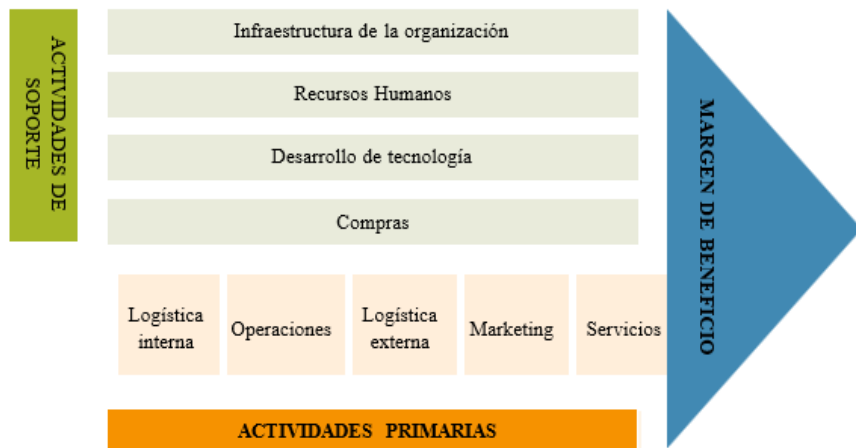 ACTIVIDADES DE
SOPORTE
Infraestructura de la organización
Recursos Humanos
Desarrollo de tecnología
Compras
Logística
interna
Operaciones
Logística
externa
Marketing
Servicios
MARGEN DE BENEFICIO
ACTIVIDADES PRIMARIAS